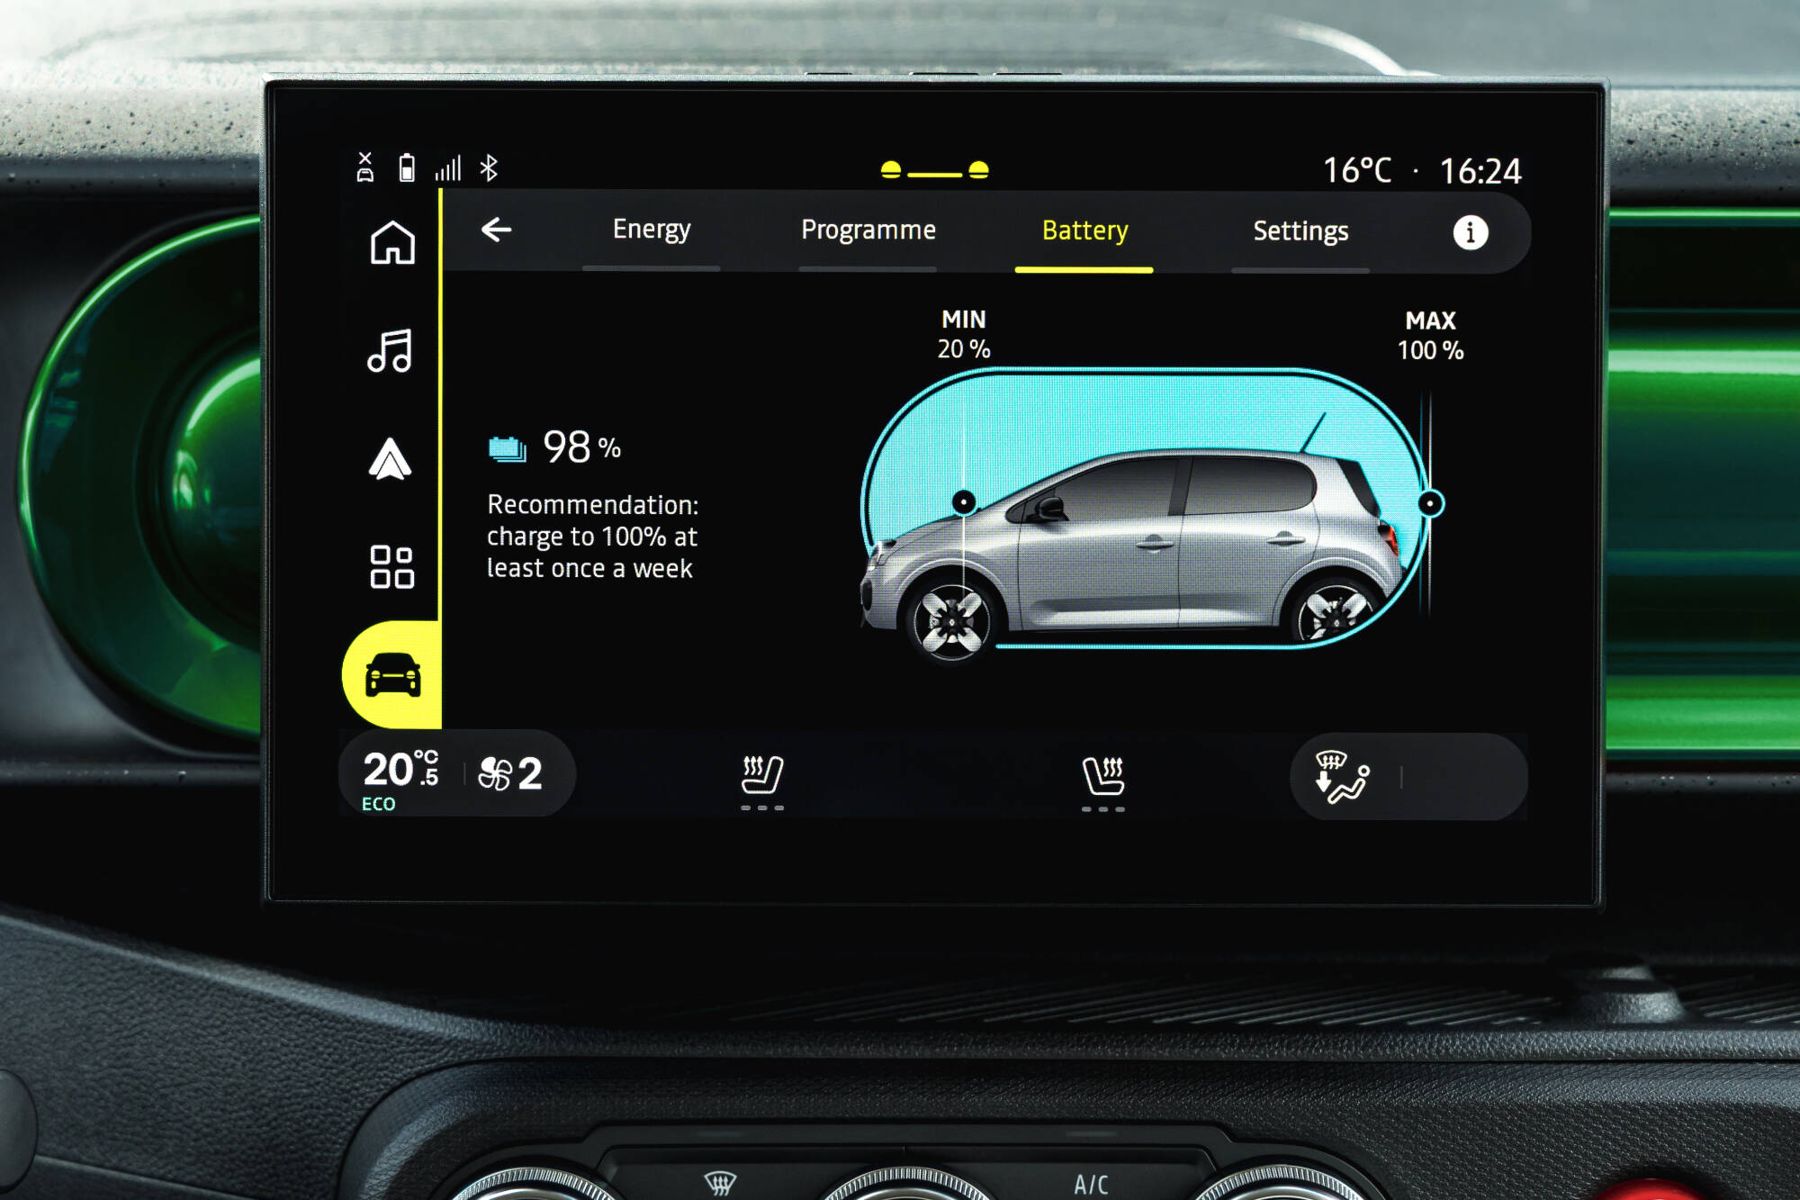 16°C · 16:24
Energy Programme Battery Settings
MIN
20 %
MAX
100 %
98 %
Recommendation:
charge to 100% at
least once a week
20.5 °C 2
ECO
A/C